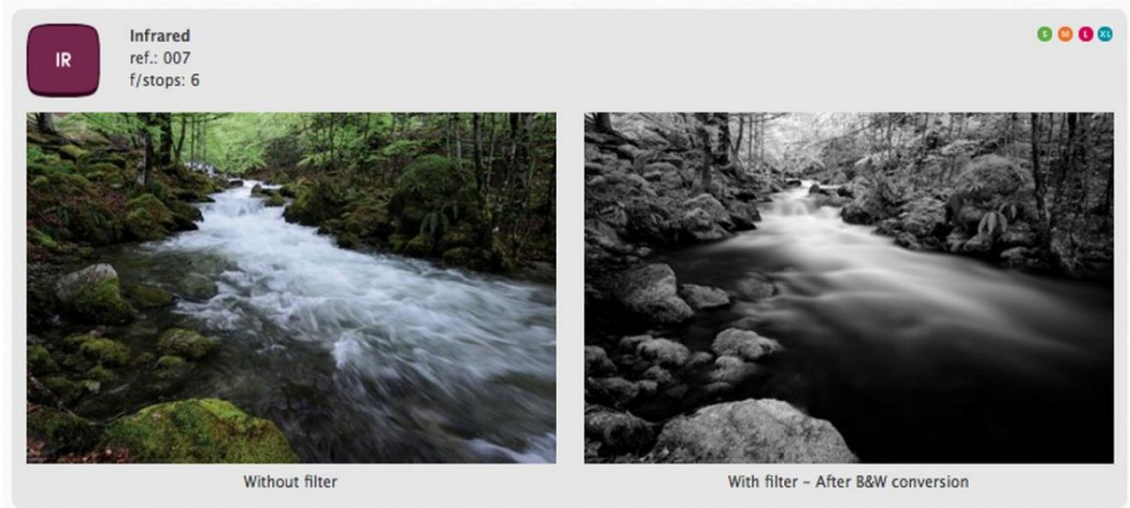 IR
Infrared
ref.: 007
f/stops: 6
S M L XL
Without filter
With filter – After B&W conversion